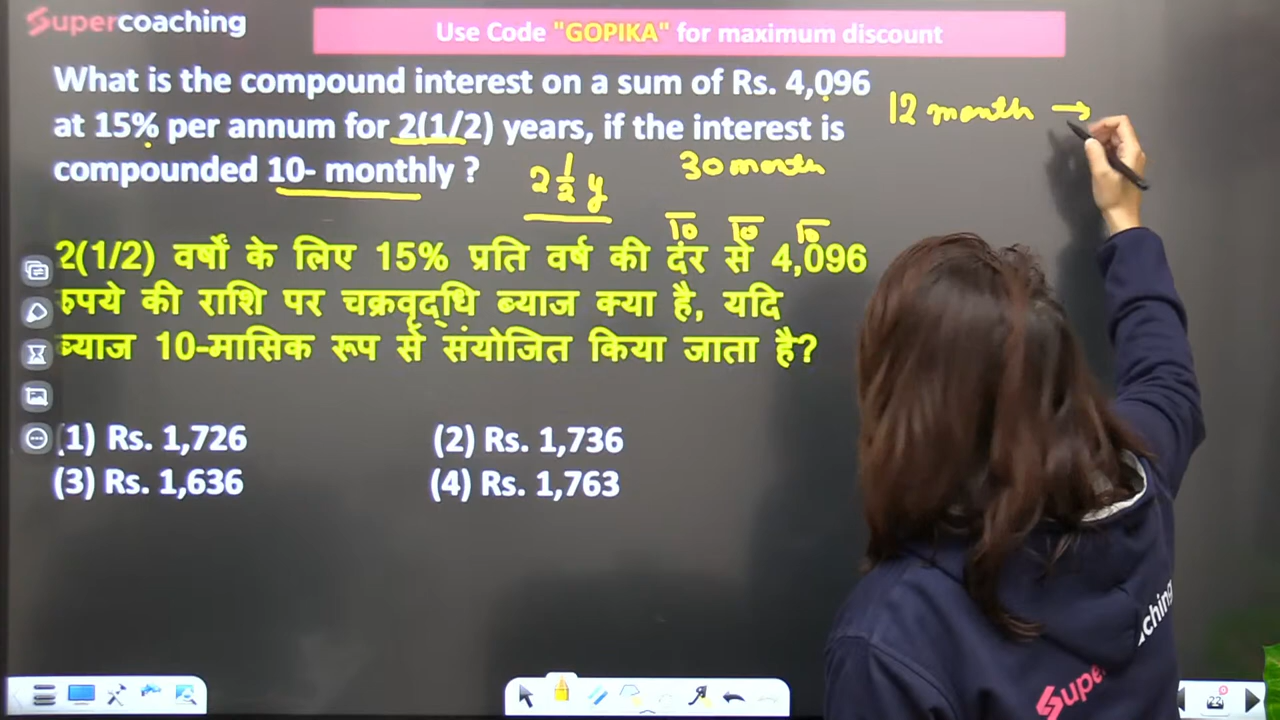 Supercoaching
Use Code "GOPIKA" for maximum discount
What is the compound interest on a sum of Rs. 4,096
at 15% per annum for 2(1/2) years, if the interest is
compounded 10- monthly ?
12 month →
2 1/2 y
30 month
10 10 10
2(1/2) वर्षों के लिए 15% प्रति वर्ष की दर से 4,096
रुपये की राशि पर चक्रवृद्धि ब्याज क्या है, यदि
ब्याज 10-मासिक रूप से संयोजित किया जाता है?
(1) Rs. 1,726
(2) Rs. 1,736
(3) Rs. 1,636
(4) Rs. 1,763
ching
Supe